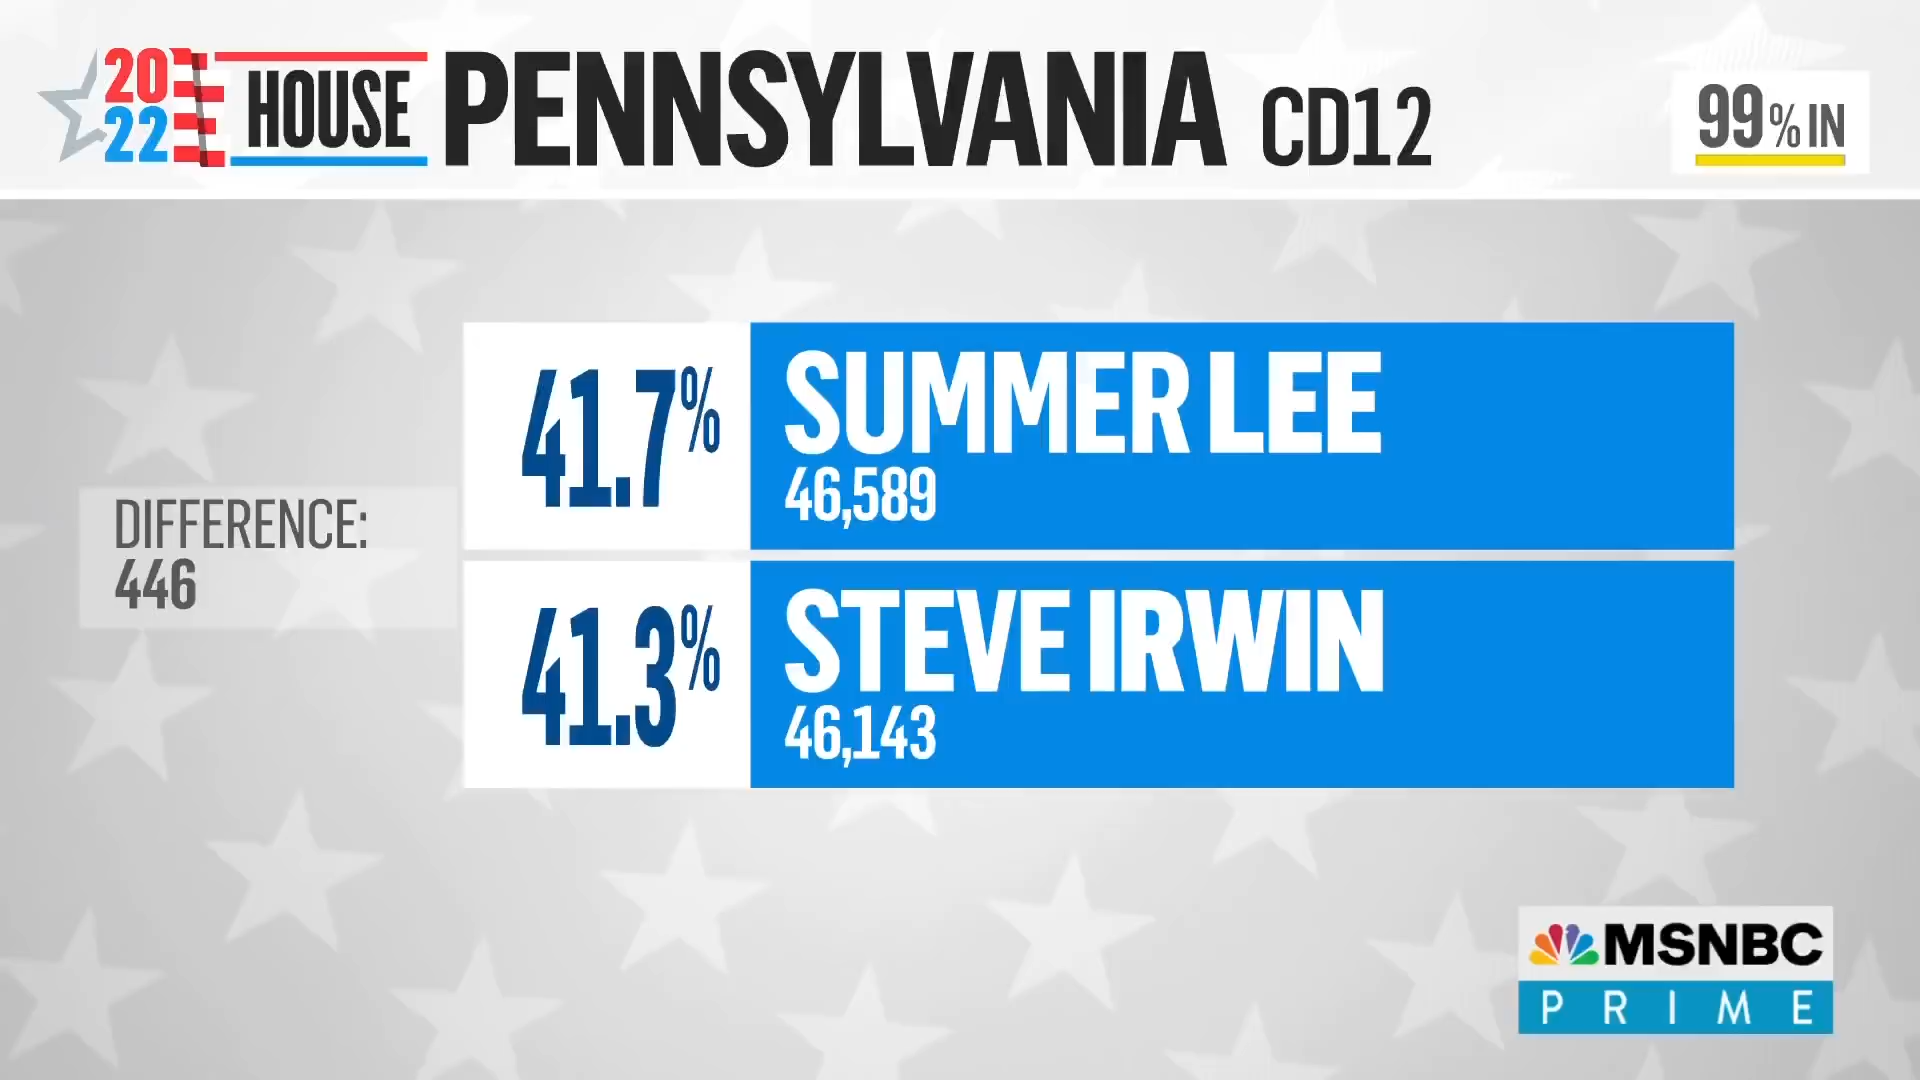 2022 HOUSE PENNSYLVANIA CD12
99% IN
DIFFERENCE:
446
41.7% SUMMER LEE
46,589
41.3% STEVE IRWIN
46,143
MSNBC
PRIME